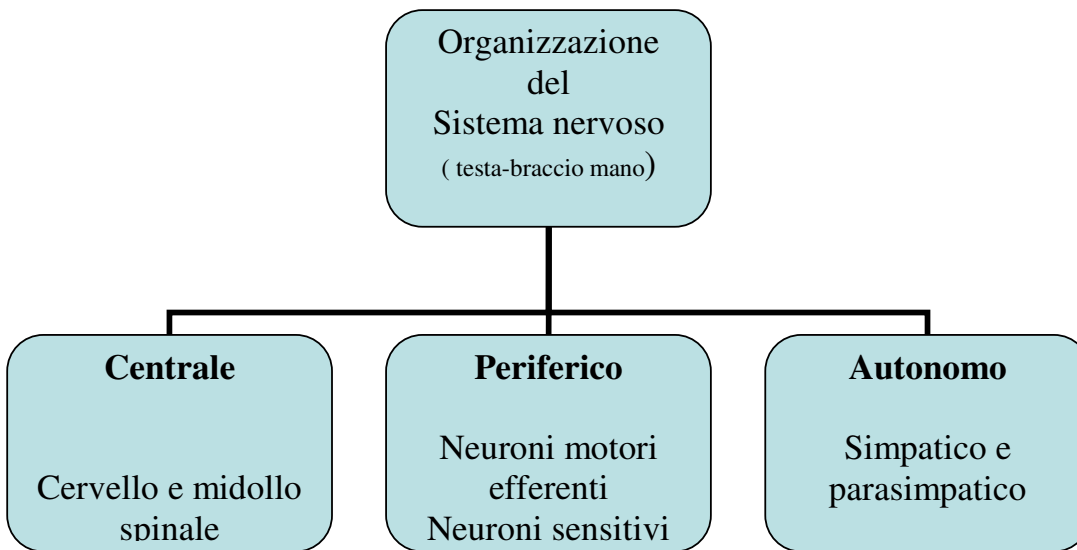 Organizzazione
del
Sistema nervoso
( testa-braccio mano)
Centrale
Cervello e midollo
spinale
Periferico
Neuroni motori
efferenti
Neuroni sensitivi
Autonomo
Simpatico e
parasimpatico